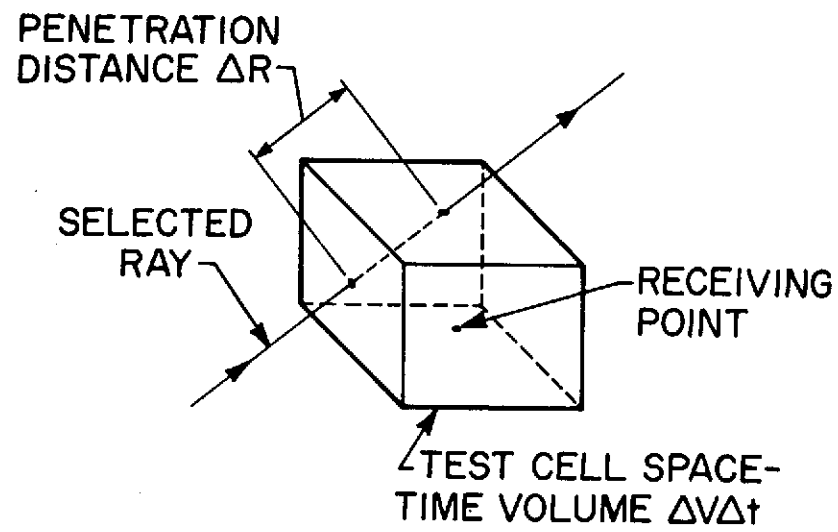 PENETRATION
DISTANCE ΔR
SELECTED
RAY
RECEIVING
POINT
TEST CELL SPACE-
TIME VOLUME ΔVΔt